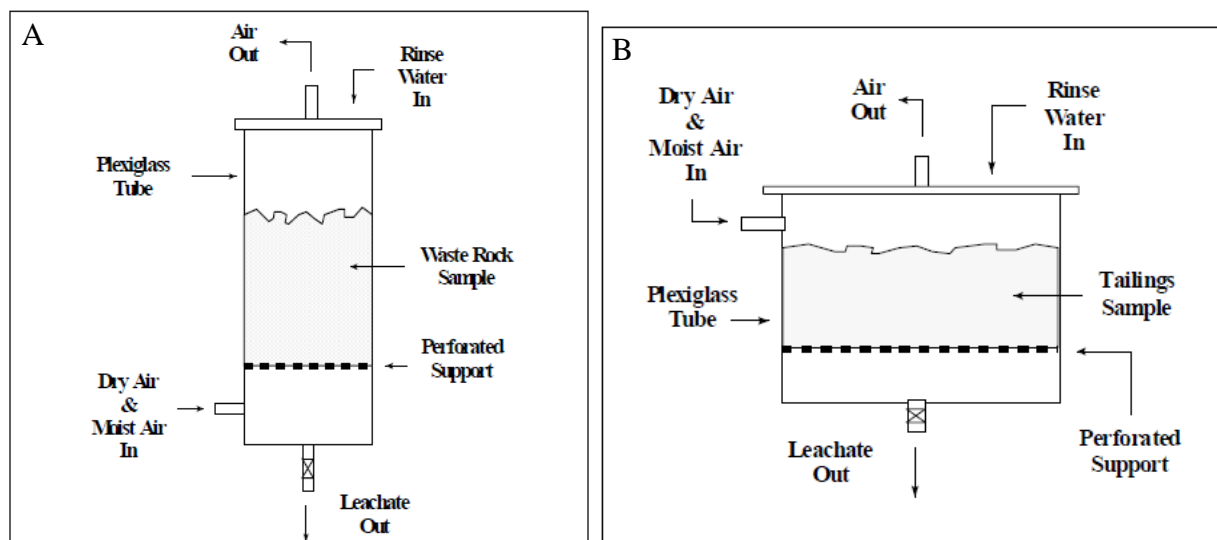 A
Air
Out
Rinse
Water
In
Plexiglass
Tube
Waste Rock
Sample
Perforated
Support
Dry Air
&
Moist Air
In
Leachate
Out
B
Dry Air
&
Moist Air
In
Air
Out
Rinse
Water
In
Plexiglass
Tube
Tailings
Sample
Leachate
Out
Perforated
Support